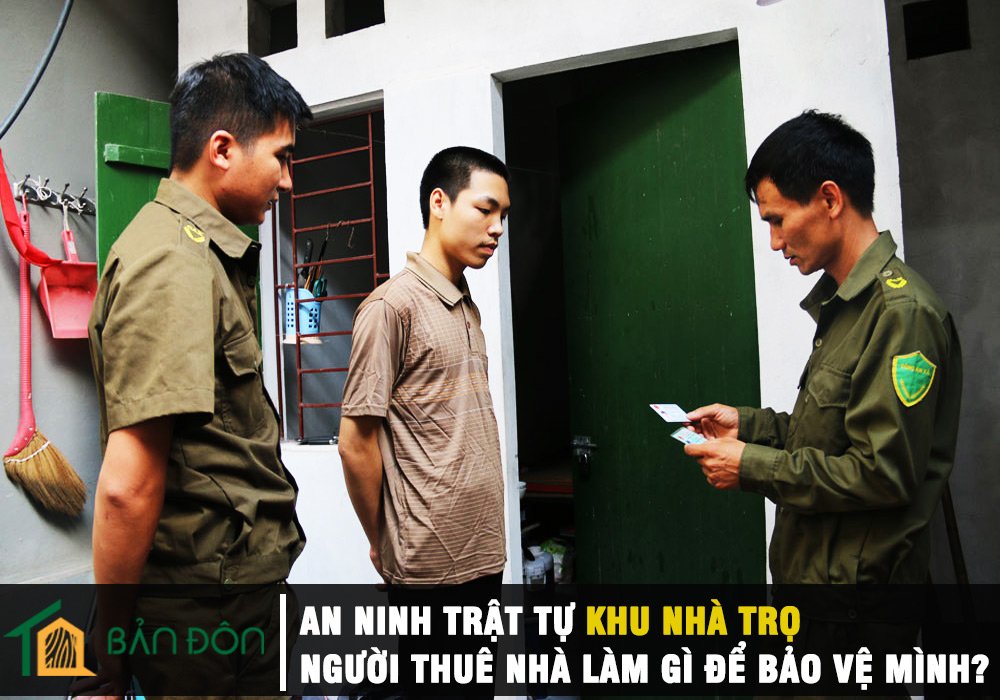 BẢN ĐÔN
AN NINH TRẬT TỰ KHU NHÀ TRỌ
NGƯỜI THUÊ NHÀ LÀM GÌ ĐỂ BẢO VỆ MÌNH?